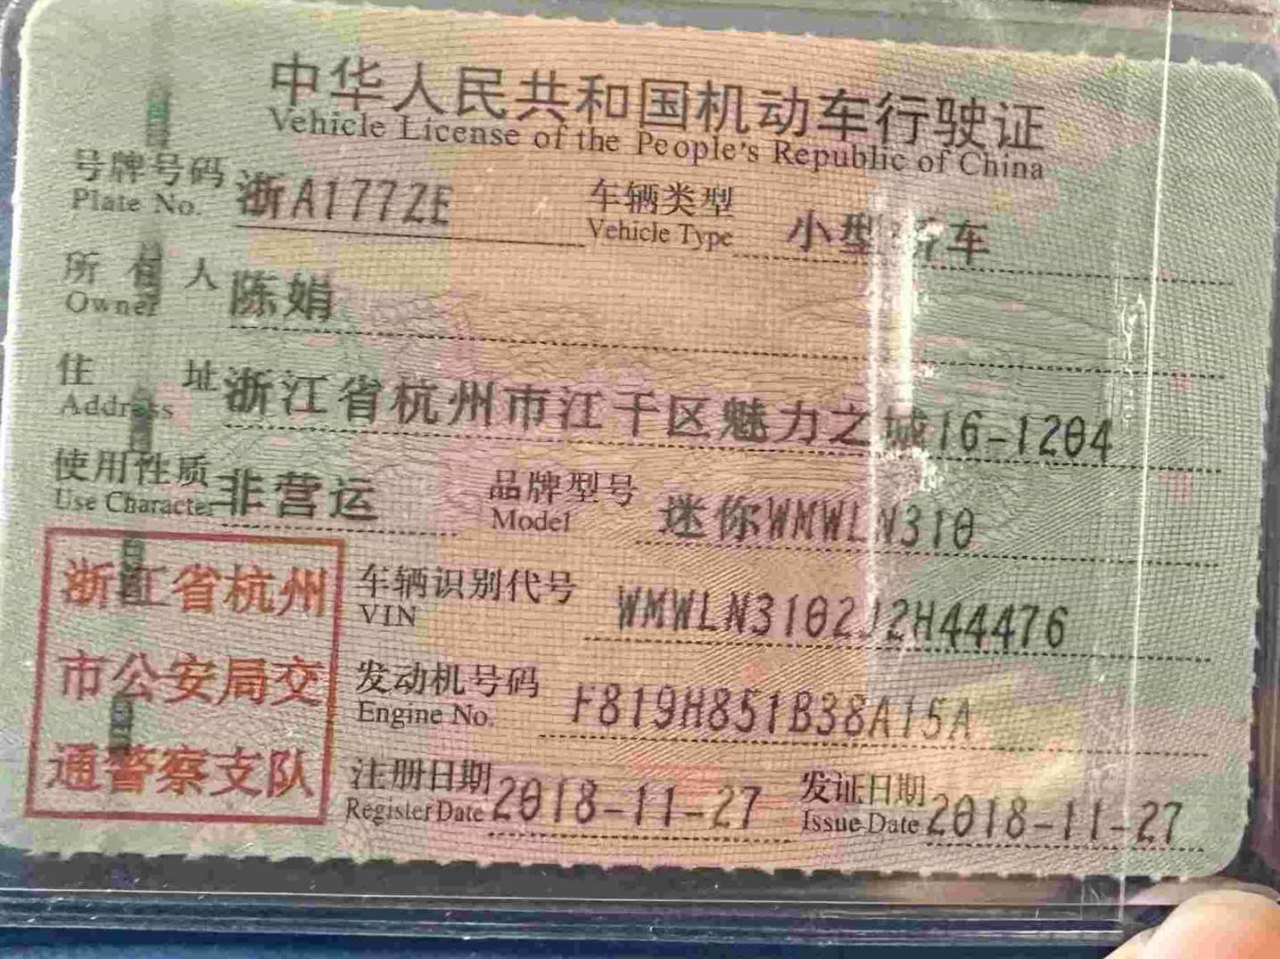 中华人民共和国机动车行驶证
Vehicle License of the People's Republic of China
号牌号码 浙A177ZE 车辆类型 小型轿车
Plate No. Vehicle Type
所有人 陈娟
Owner
住址 浙江省杭州市江干区魅力之城16-1204
Address
使用性质 非营运 品牌型号 迷你WMWLN310
Use Character Model
浙江省杭州
市公安局交
通警察支队
车辆识别代号 WMWLN3102J2H44476
VIN
发动机号码 F819H851B38A15A
Engine No.
注册日期 2018-11-27 发证日期 2018-11-27
Register Date Issue Date